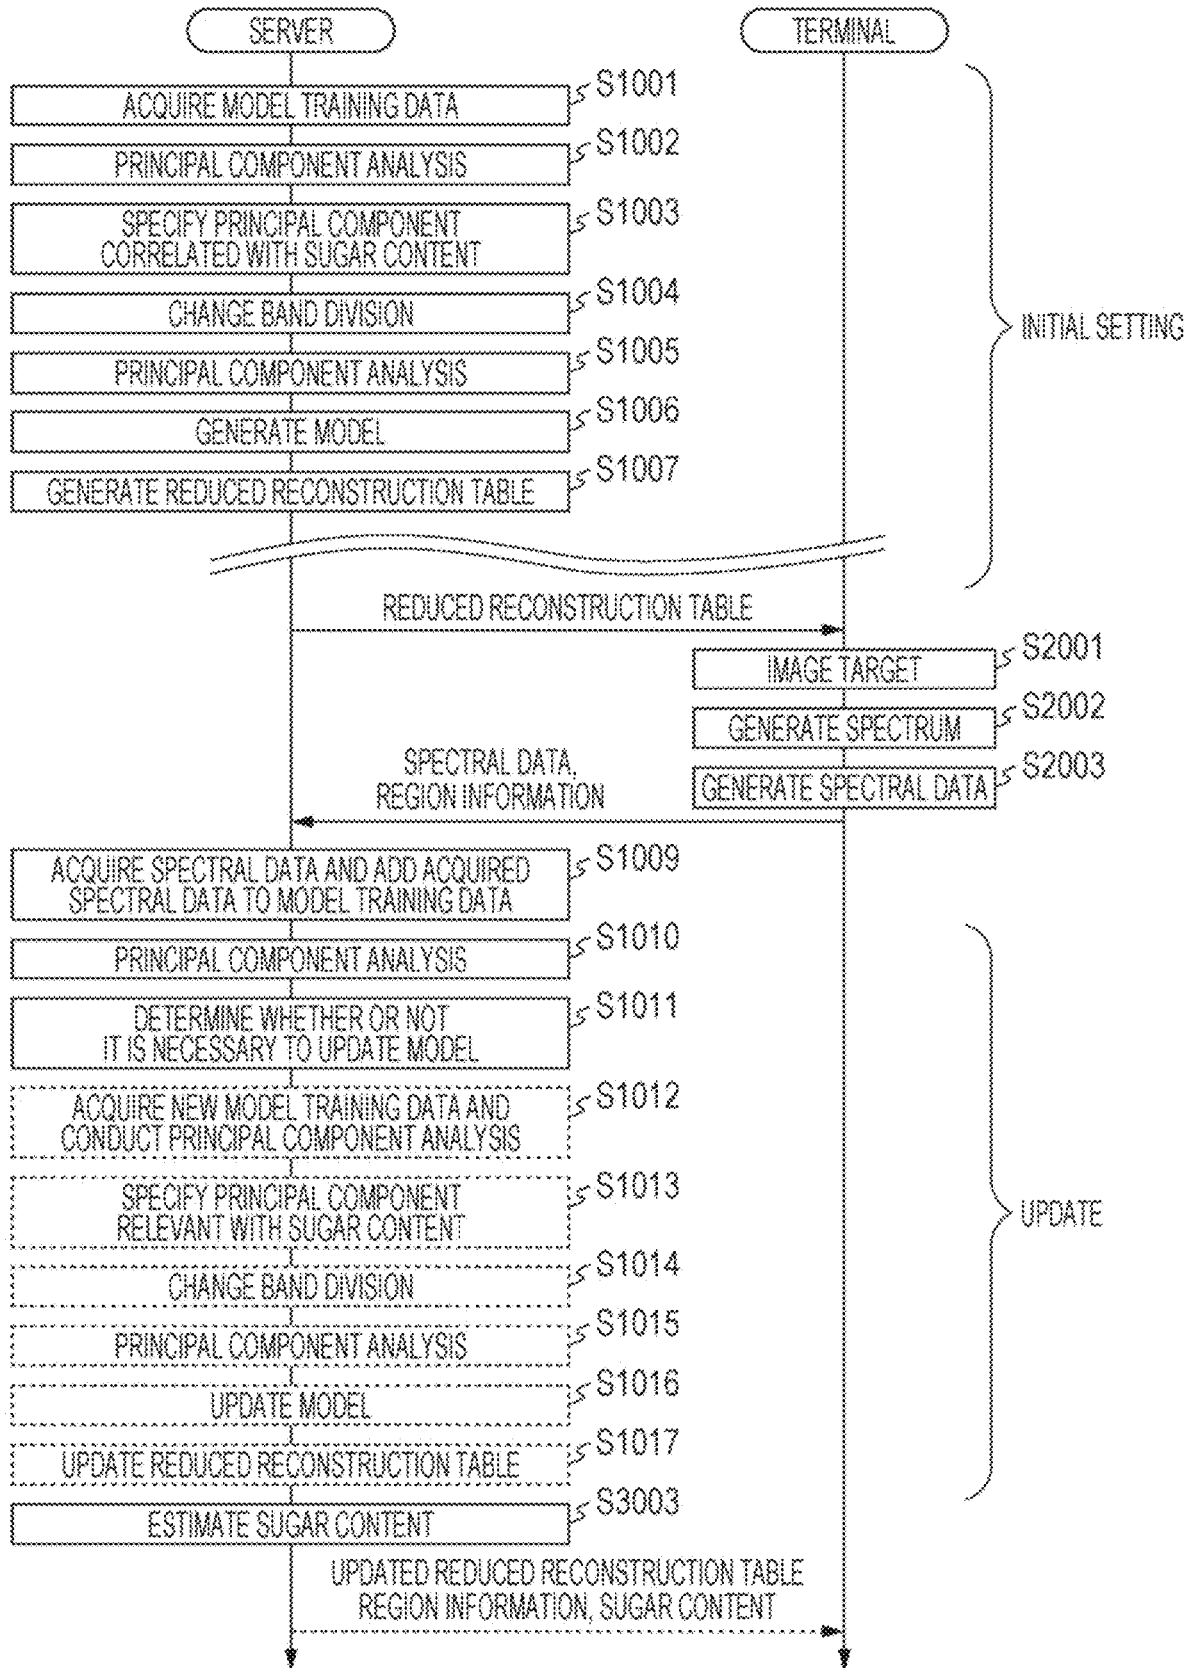 SERVER
TERMINAL
S1001
ACQUIRE MODEL TRAINING DATA
S1002
PRINCIPAL COMPONENT ANALYSIS
S1003
SPECIFY PRINCIPAL COMPONENT
CORRELATED WITH SUGAR CONTENT
S1004
CHANGE BAND DIVISION
INITIAL SETTING
S1005
PRINCIPAL COMPONENT ANALYSIS
S1006
GENERATE MODEL
S1007
GENERATE REDUCED RECONSTRUCTION TABLE
REDUCED RECONSTRUCTION TABLE
S2001
IMAGE TARGET
S2002
GENERATE SPECTRUM
S2003
GENERATE SPECTRAL DATA
SPECTRAL DATA,
REGION INFORMATION
S1009
ACQUIRE SPECTRAL DATA AND ADD ACQUIRED
SPECTRAL DATA TO MODEL TRAINING DATA
S1010
PRINCIPAL COMPONENT ANALYSIS
S1011
DETERMINE WHETHER OR NOT
IT IS NECESSARY TO UPDATE MODEL
S1012
ACQUIRE NEW MODEL TRAINING DATA AND
CONDUCT PRINCIPAL COMPONENT ANALYSIS
S1013
SPECIFY PRINCIPAL COMPONENT
RELEVANT WITH SUGAR CONTENT
UPDATE
S1014
CHANGE BAND DIVISION
S1015
PRINCIPAL COMPONENT ANALYSIS
S1016
UPDATE MODEL
S1017
UPDATE REDUCED RECONSTRUCTION TABLE
S3003
ESTIMATE SUGAR CONTENT
UPDATED REDUCED RECONSTRUCTION TABLE
REGION INFORMATION, SUGAR CONTENT